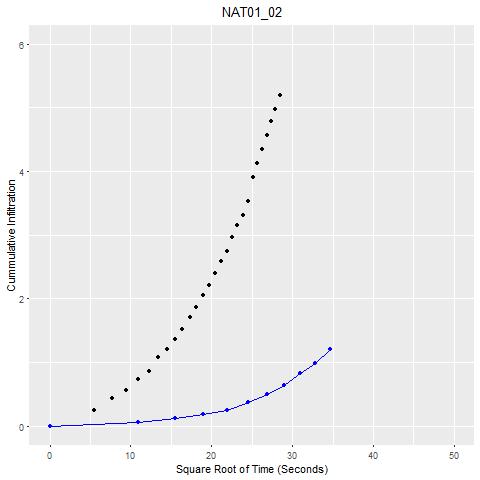 NAT01_02
6
4
2
0
Cummulative Infiltration
0 10 20 30 40 50
Square Root of Time (Seconds)